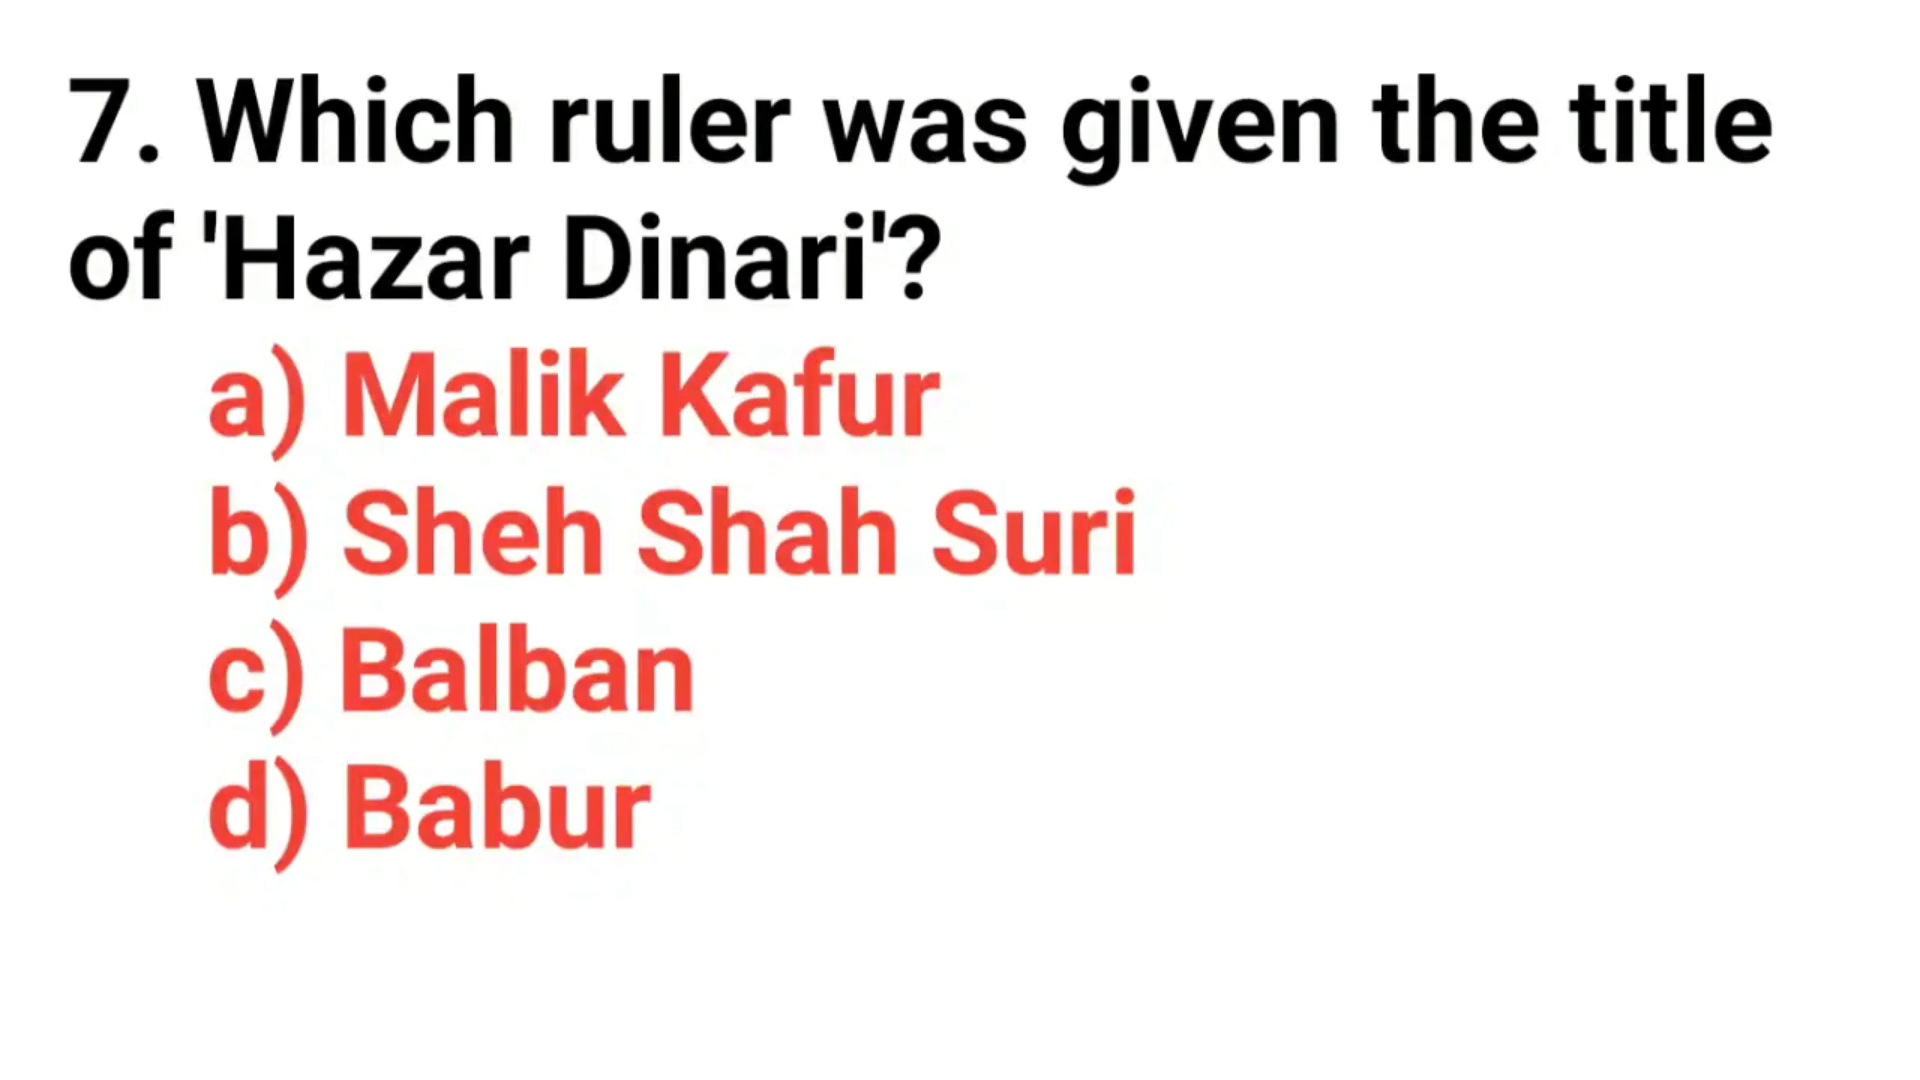 7. Which ruler was given the title
of 'Hazar Dinari'?
a) Malik Kafur
b) Sheh Shah Suri
c) Balban
d) Babur